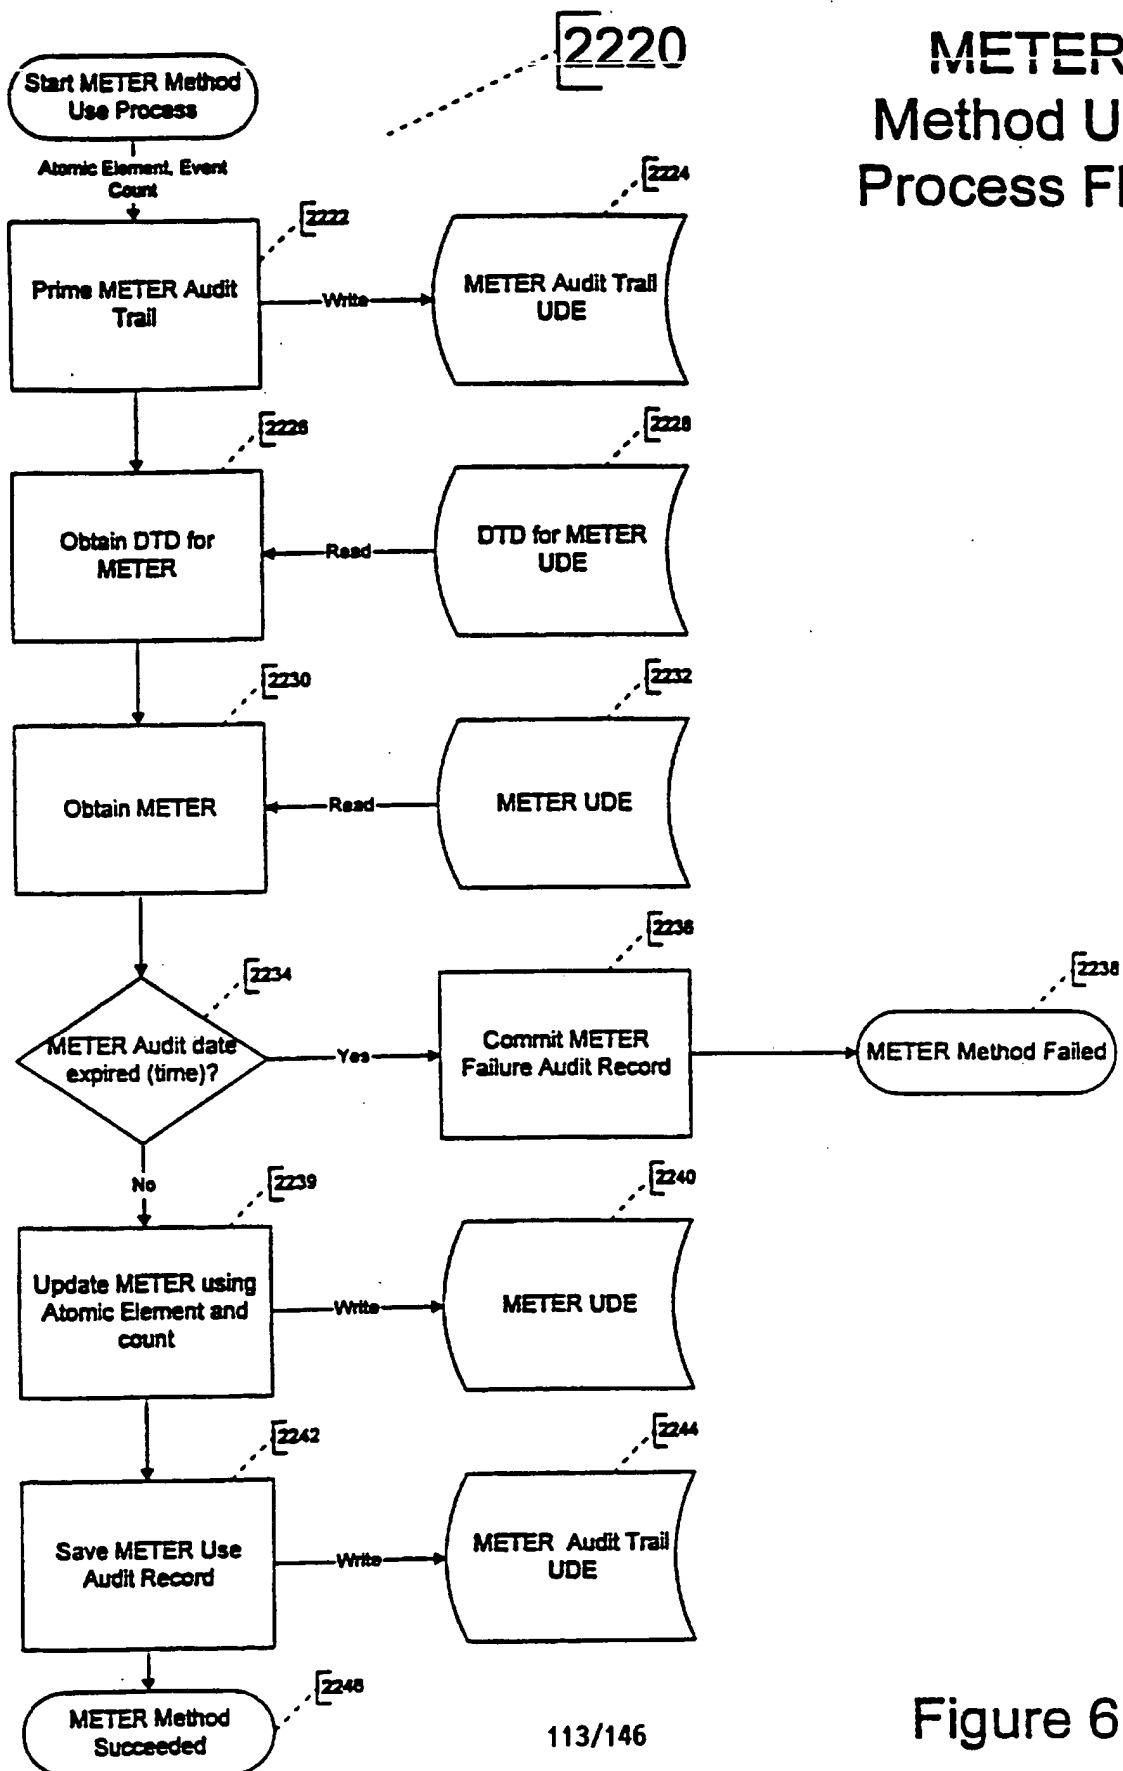 2220
METER
Method U
Process Fl
Start METER Method
Use Process
Atomic Element, Event
Count
2222
Prime METER Audit
Trail
Write
2224
METER Audit Trail
UDE
2226
Obtain DTD for
METER
Read
2228
DTD for METER
UDE
2230
Obtain METER
Read
2232
METER UDE
2234
METER Audit date
expired (time)?
Yes
2236
Commit METER
Failure Audit Record
2238
METER Method Failed
No
2239
Update METER using
Atomic Element and
count
Write
2240
METER UDE
2242
Save METER Use
Audit Record
Write
2244
METER Audit Trail
UDE
2246
METER Method
Succeeded
113/146
Figure 6